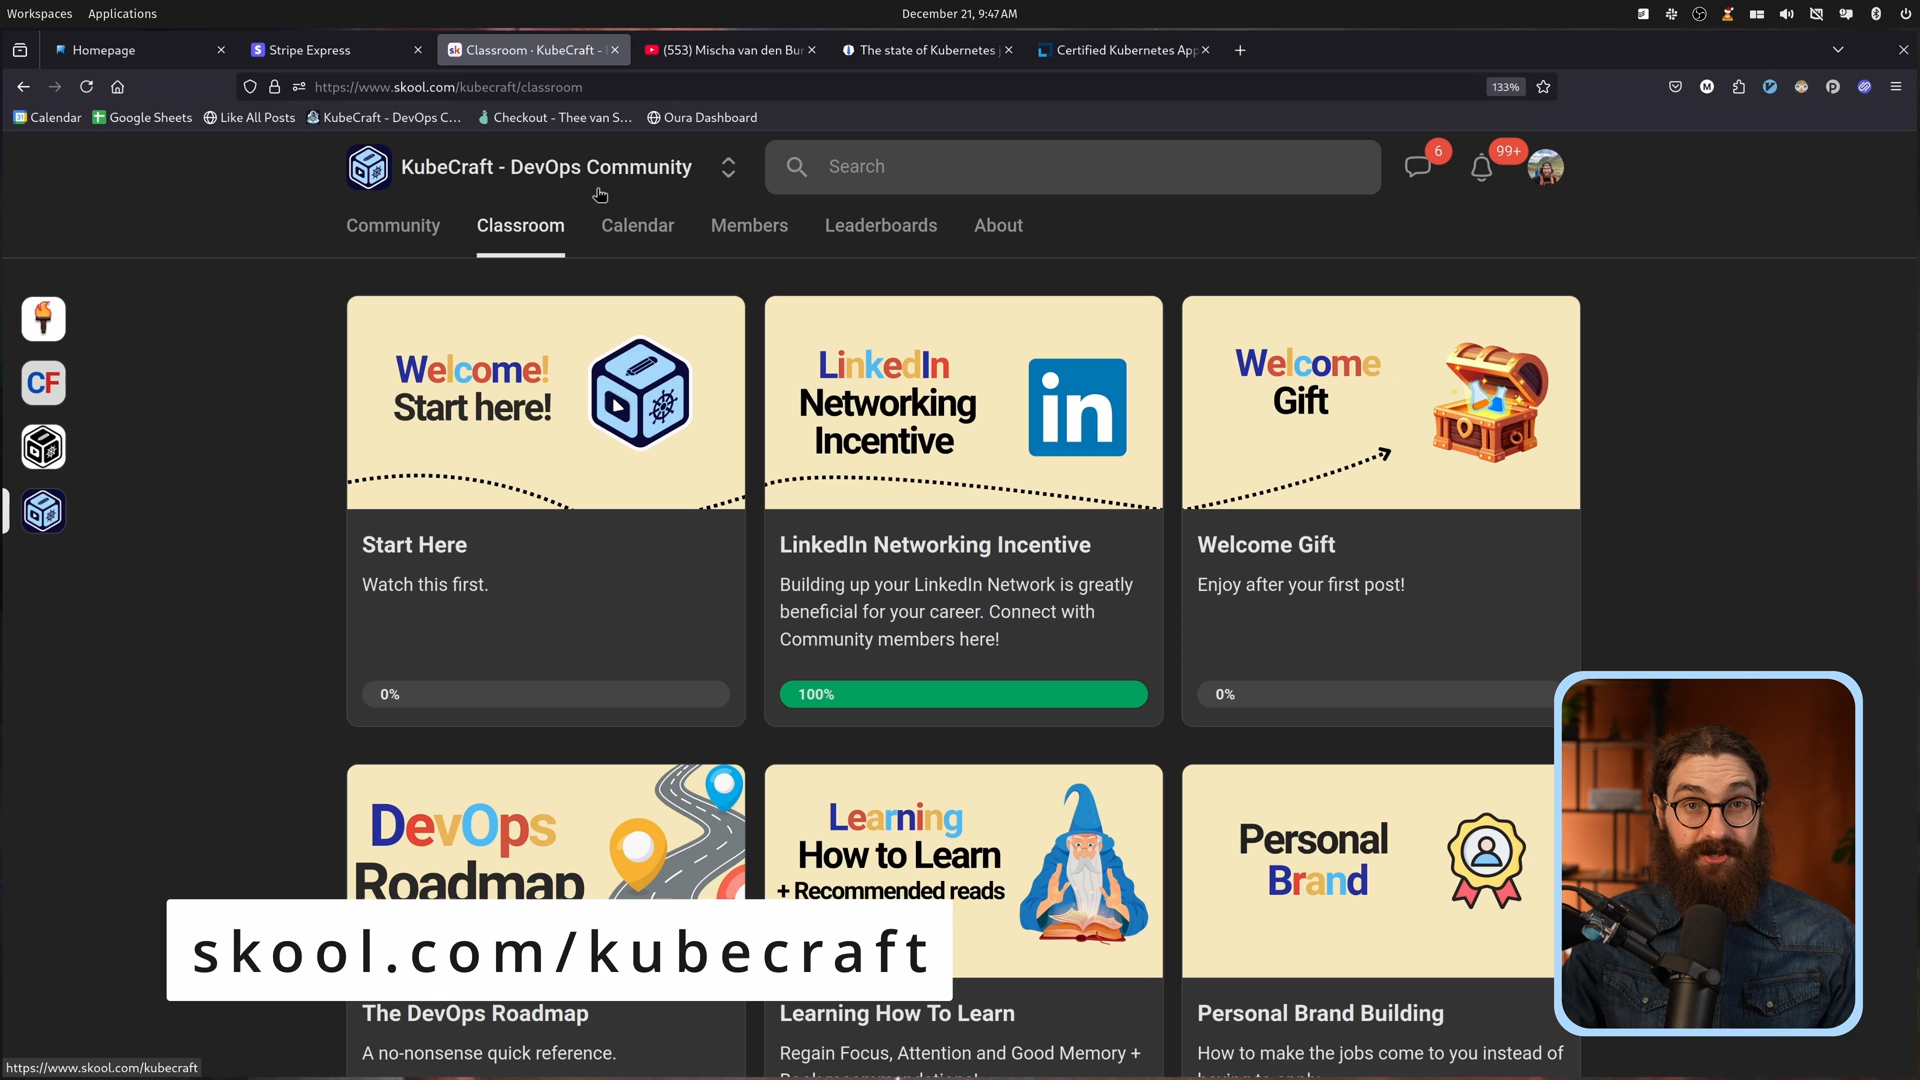 Workspaces Applications December 21, 9:47 AM
Homepage Stripe Express Classroom · KubeCraft - (553) Mischa van den Bur The state of Kubernetes j Certified Kubernetes App
https://www.skool.com/kubecraft/classroom 133%
Calendar Google Sheets Like All Posts KubeCraft - DevOps C... Checkout - Thee van S... Oura Dashboard
KubeCraft - DevOps Community Search 6 99+
Community Classroom Calendar Members Leaderboards About
CF
Welcome!
Start here!
Start Here
Watch this first.
0%
LinkedIn
Networking
Incentive
in
LinkedIn Networking Incentive
Building up your LinkedIn Network is greatly
beneficial for your career. Connect with
Community members here!
100%
Welcome
Gift
Welcome Gift
Enjoy after your first post!
0%
DevOps
Roadmap
The DevOps Roadmap
A no-nonsense quick reference.
Learning
How to Learn
+ Recommended reads
Learning How To Learn
Regain Focus, Attention and Good Memory +
Personal
Brand
Personal Brand Building
How to make the jobs come to you instead of
skool.com/kubecraft
https://www.skool.com/kubecraft